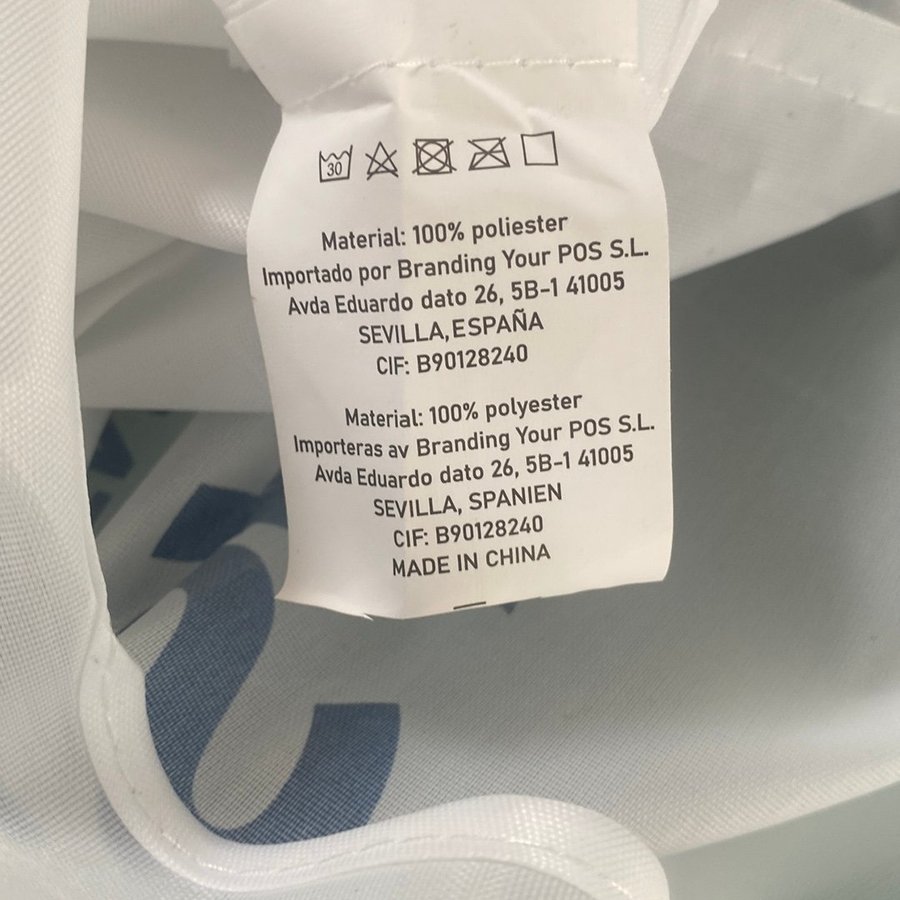 30
Material: 100% poliester
Importado por Branding Your POS S.L.
Avda Eduardo dato 26, 5B-1 41005
SEVILLA,ESPAÑA
CIF: B90128240
Material: 100% polyester
Importeras av Branding Your POS S.L.
Avda Eduardo dato 26, 5B-1 41005
SEVILLA, SPANIEN
CIF: B90128240
MADE IN CHINA